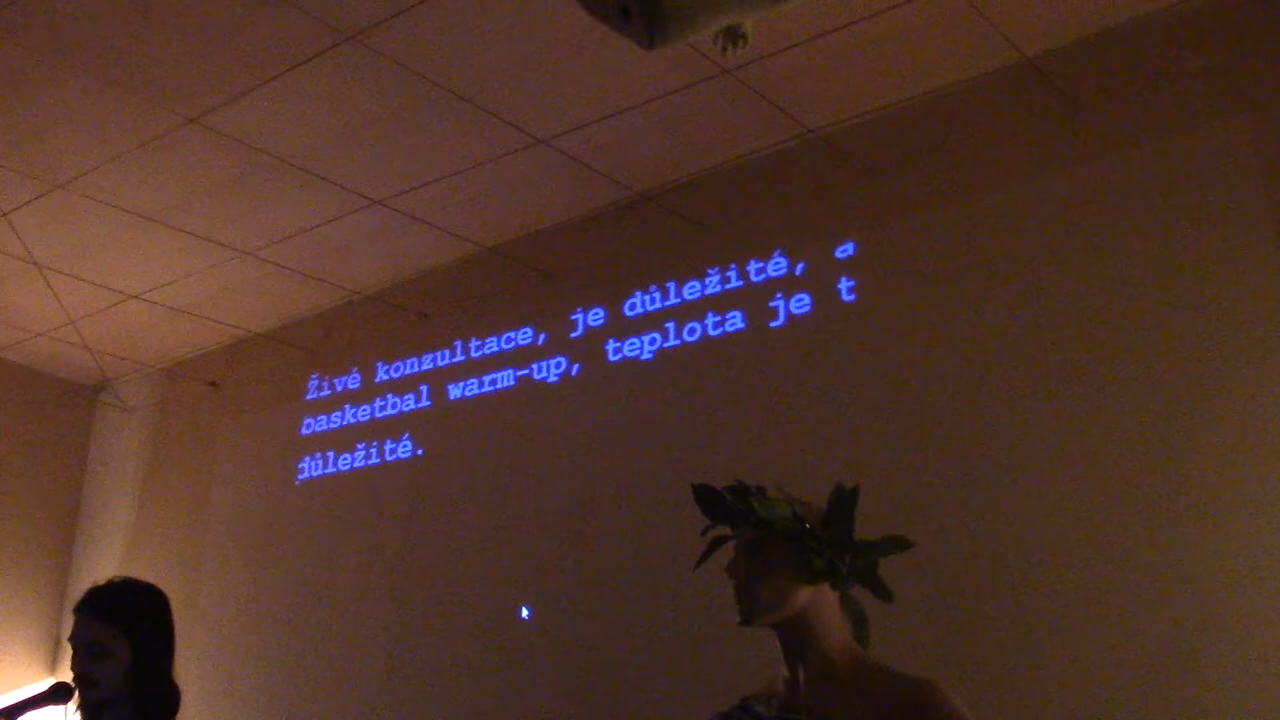 Živé konzultace, je důležité, a
basketbal warm-up, teplota je t
důležité.